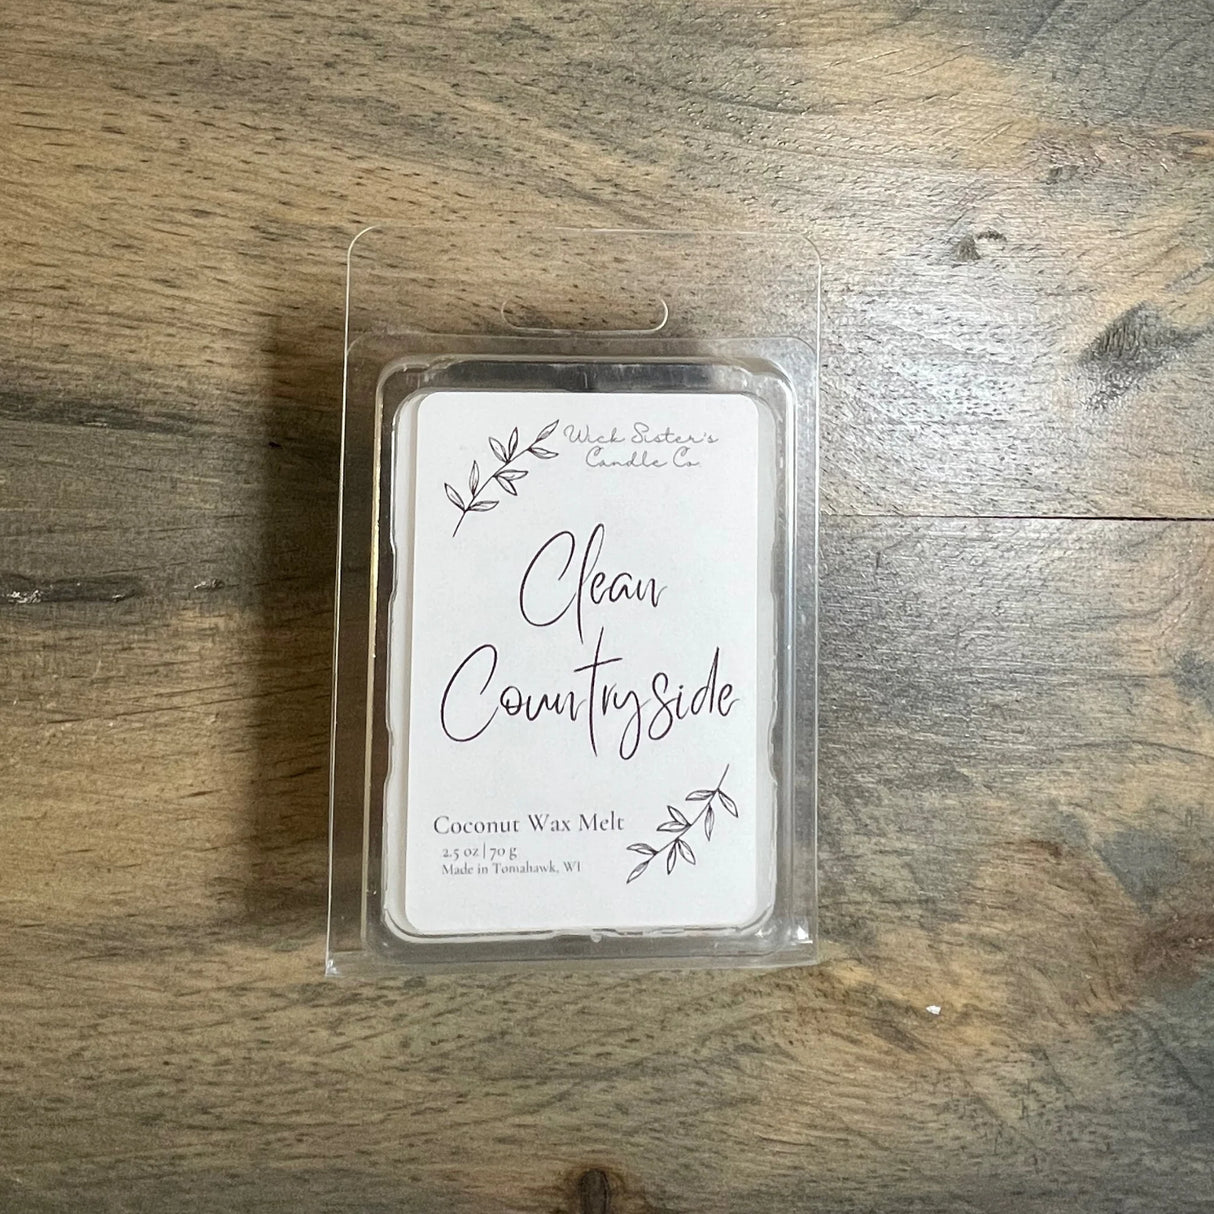 Wick Sister's
Candle Co.
Clean
Countryside
Coconut Wax Melt
2.5 oz | 70 g
Made in Tomahawk, WI